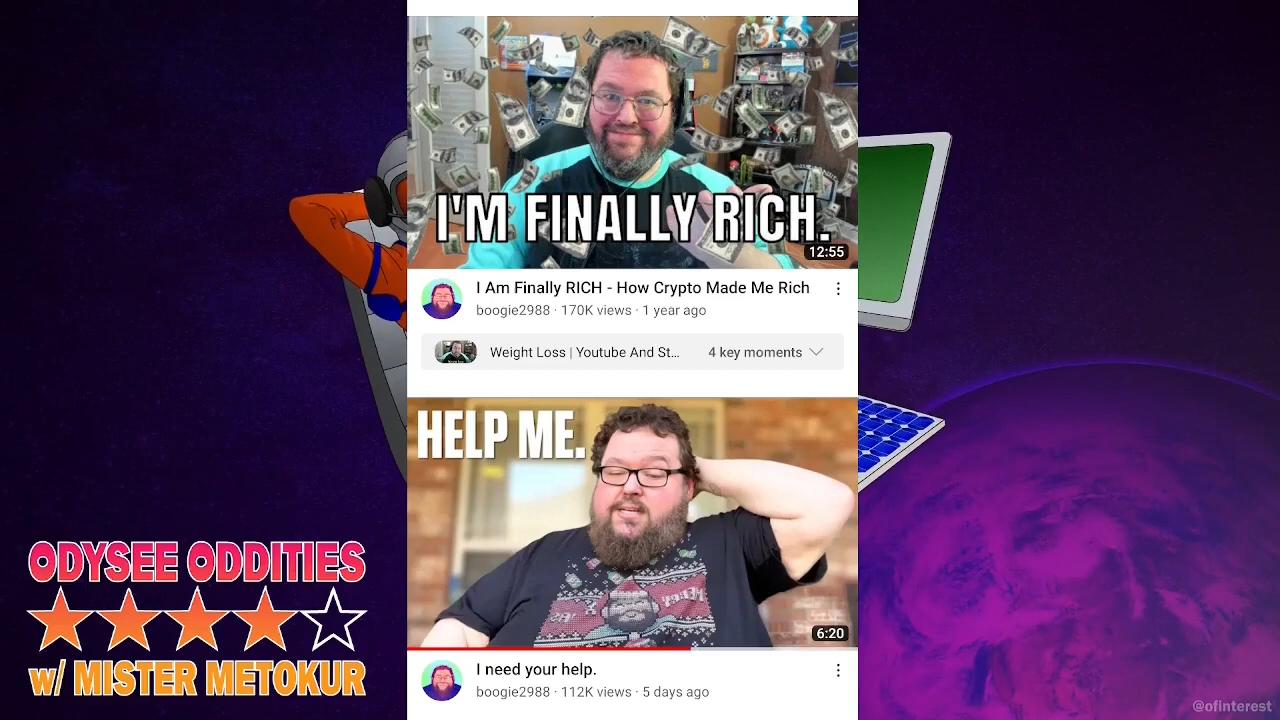 I'M FINALLY RICH.
12:55
I Am Finally RICH - How Crypto Made Me Rich
boogie2988 · 170K views · 1 year ago
Weight Loss | Youtube And St... 4 key moments
HELP ME.
6:20
I need your help.
boogie2988 · 112K views · 5 days ago
ODYSEE ODDITIES
w/ MISTER METOKUR
@ofinterest